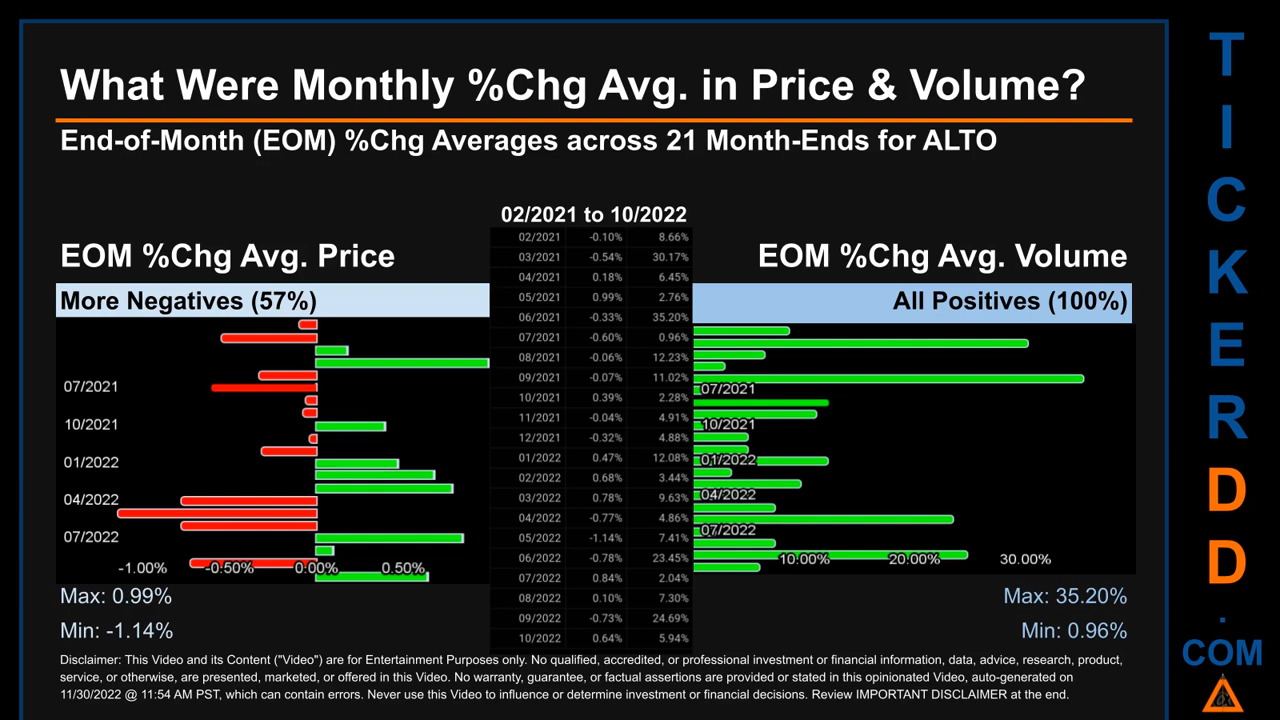 What Were Monthly %Chg Avg. in Price & Volume?
End-of-Month (EOM) %Chg Averages across 21 Month-Ends for ALTO
02/2021 to 10/2022
EOM %Chg Avg. Price
More Negatives (57%)
07/2021
10/2021
01/2022
04/2022
07/2022
-1.00% -0.50% 0.00% 0.50%
Max: 0.99%
Min: -1.14%
02/2021 -0.10% 8.66%
03/2021 -0.54% 30.17%
04/2021 0.18% 6.45%
05/2021 0.99% 2.76%
06/2021 -0.33% 35.20%
07/2021 -0.60% 0.96%
08/2021 -0.06% 12.23%
09/2021 -0.07% 11.02%
10/2021 0.39% 2.28%
11/2021 -0.04% 4.91%
12/2021 -0.32% 4.88%
01/2022 0.47% 12.08%
02/2022 0.68% 3.44%
03/2022 0.78% 9.63%
04/2022 -0.77% 4.86%
05/2022 -1.14% 7.41%
06/2022 -0.78% 23.45%
07/2022 0.84% 2.04%
08/2022 0.10% 7.30%
09/2022 -0.73% 24.69%
10/2022 0.64% 5.94%
EOM %Chg Avg. Volume
All Positives (100%)
07/2021
10/2021
01/2022
04/2022
07/2022
10.00% 20.00% 30.00%
Max: 35.20%
Min: 0.96%
Disclaimer: This Video and its Content ("Video") are for Entertainment Purposes only. No qualified, accredited, or professional investment or financial information, data, advice, research, product,
service, or otherwise, are presented, marketed, or offered in this Video. No warranty, guarantee, or factual assertions are provided or stated in this opinionated Video, auto-generated on
11/30/2022 @ 11:54 AM PST, which can contain errors. Never use this Video to influence or determine investment or financial decisions. Review IMPORTANT DISCLAIMER at the end.
T
I
C
K
E
R
D
D
.
COM